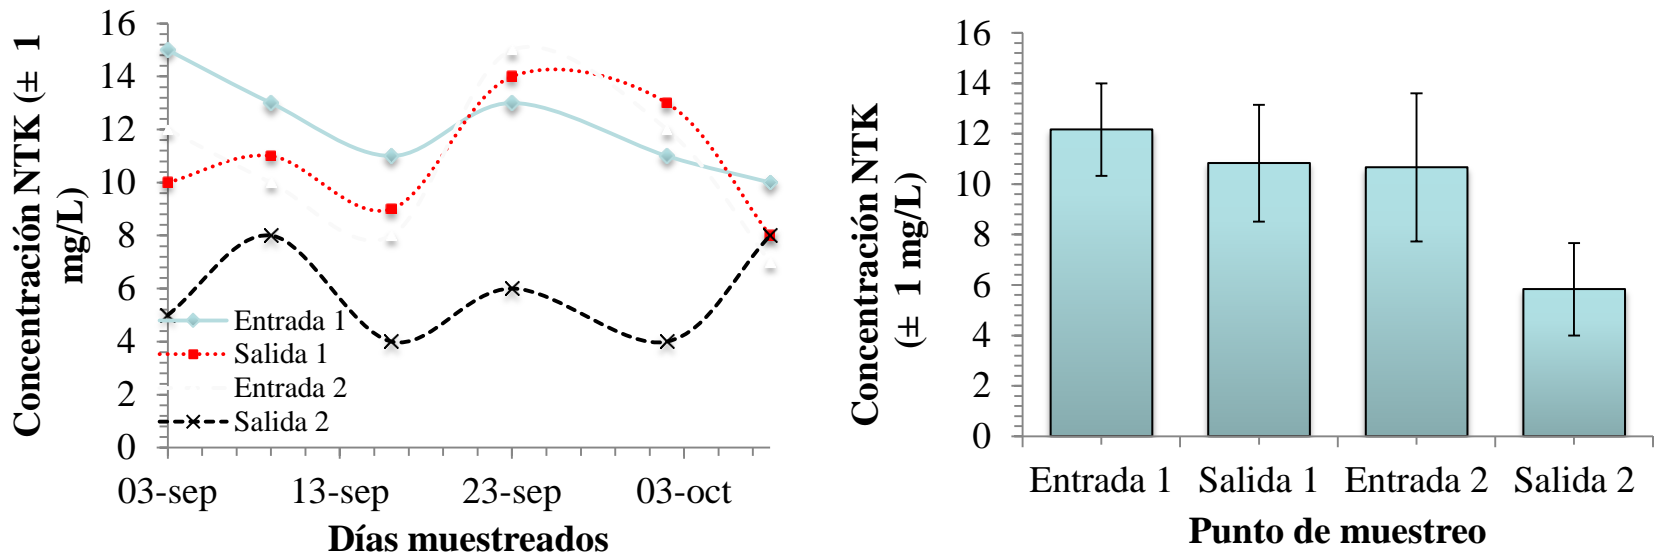 Concentración NTK (± 1
mg/L)
16
14
12
10
8
6
4
2
0
Entrada 1
Salida 1
Entrada 2
Salida 2
03-sep 13-sep 23-sep 03-oct
Días muestreados
Concentración NTK
(± 1 mg/L)
16
14
12
10
8
6
4
2
0
Entrada 1 Salida 1 Entrada 2 Salida 2
Punto de muestreo